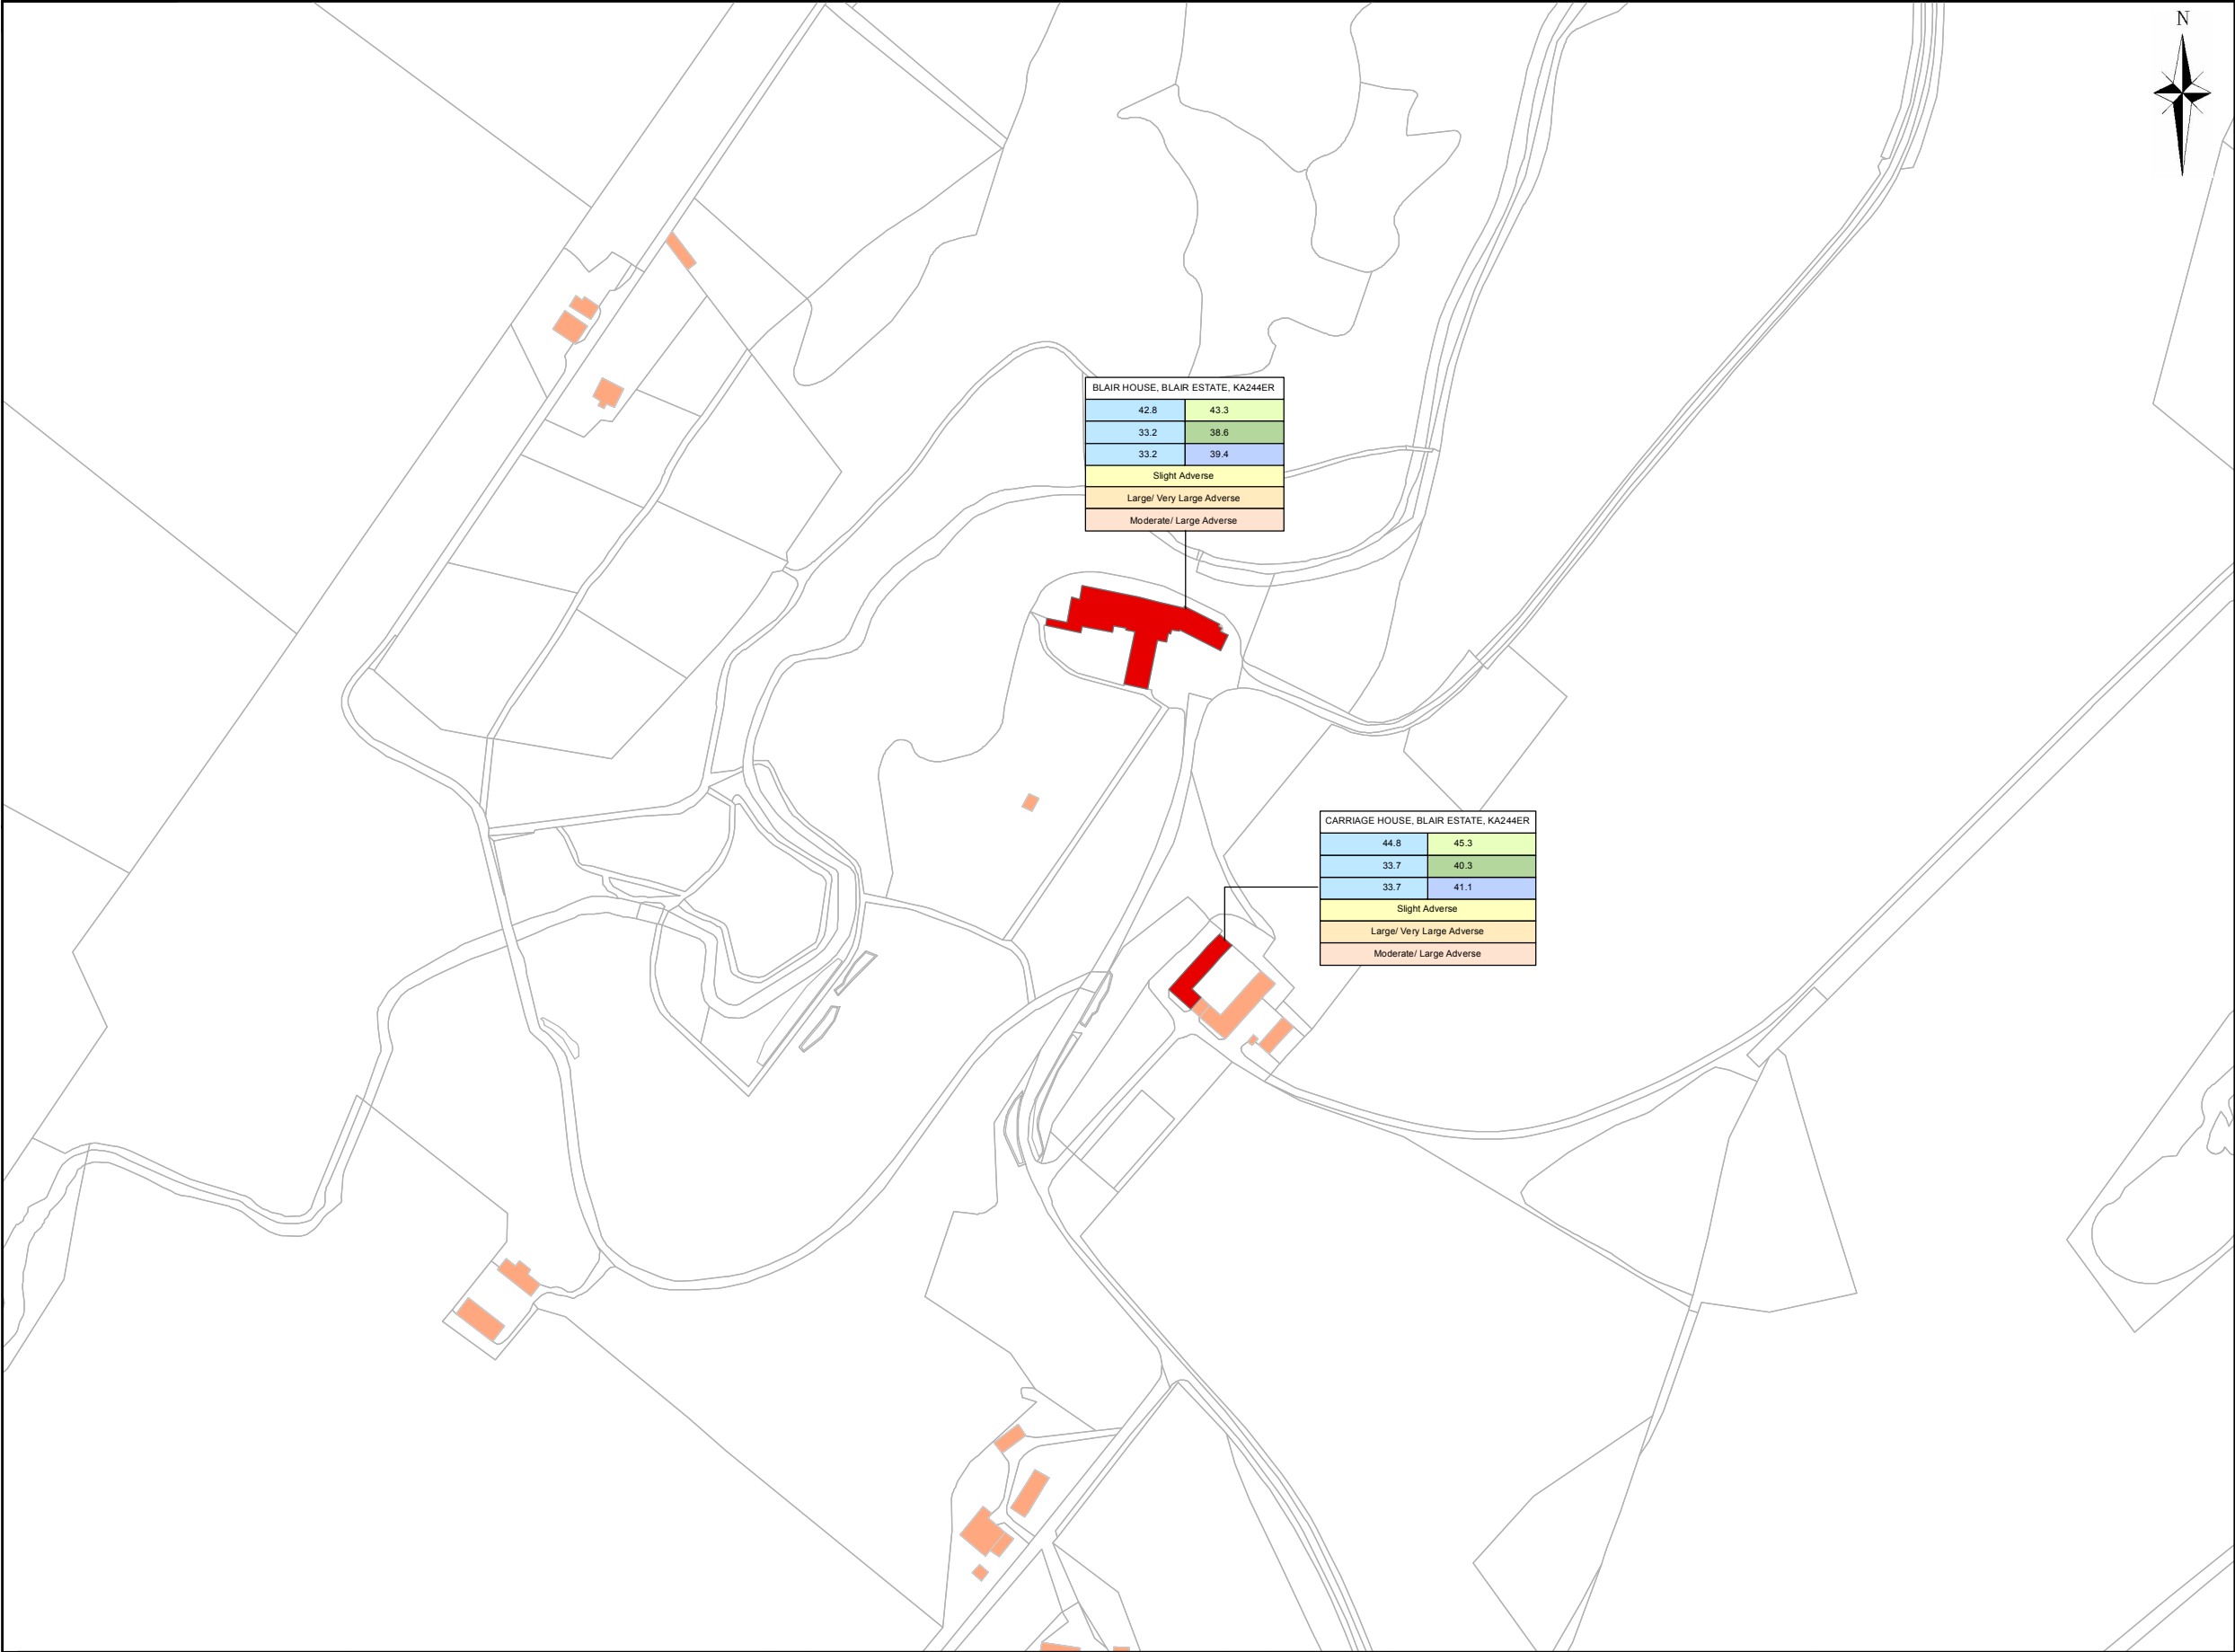 N
BLAIR HOUSE, BLAIR ESTATE, KA244ER
42.8 43.3
33.2 38.6
33.2 39.4
Slight Adverse
Large/ Very Large Adverse
Moderate/ Large Adverse
CARRIAGE HOUSE, BLAIR ESTATE, KA244ER
44.8 45.3
33.7 40.3
33.7 41.1
Slight Adverse
Large/ Very Large Adverse
Moderate/ Large Adverse